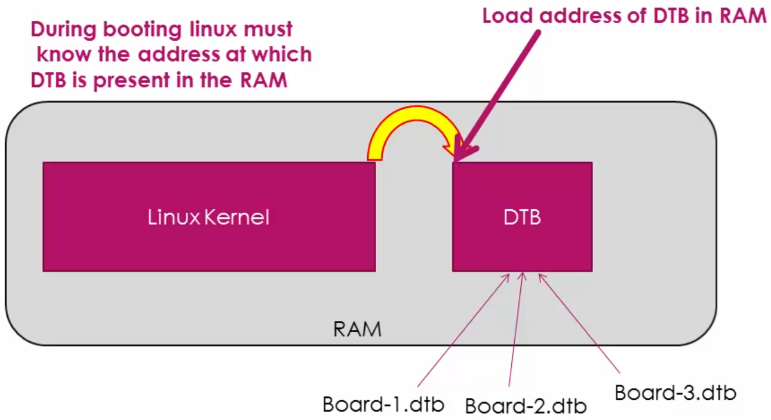 Load address of DTB in RAM
During booting linux must
know the address at which
DTB is present in the RAM
Linux Kernel
DTB
RAM
Board-1.dtb
Board-2.dtb
Board-3.dtb